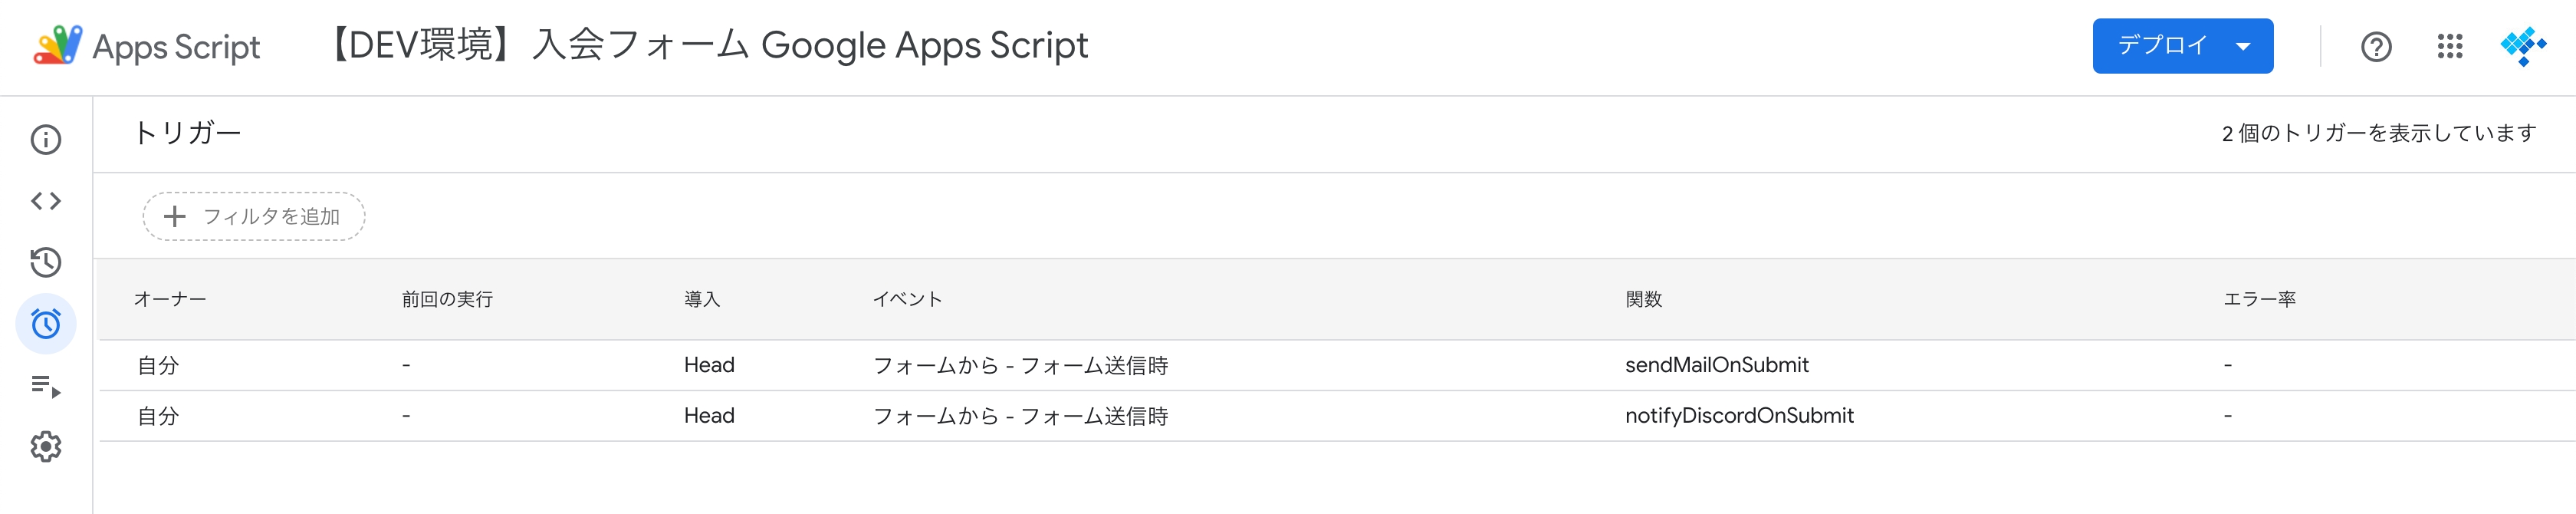 Apps Script 【DEV環境】入会フォーム Google Apps Script デプロイ
トリガー 2 個のトリガーを表示しています
フィルタを追加
オーナー 前回の実行 導入 イベント 関数 エラー率
自分 - Head フォームから - フォーム送信時 sendMailOnSubmit -
自分 - Head フォームから - フォーム送信時 notifyDiscordOnSubmit -